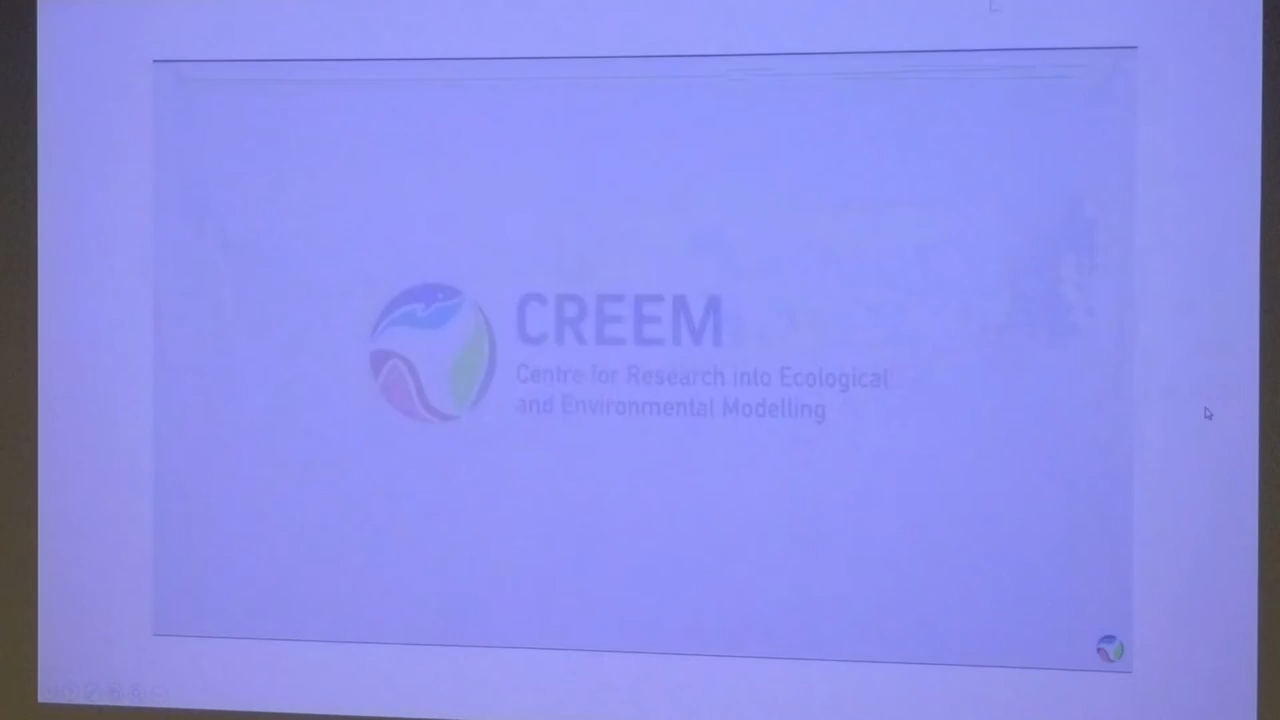 CREEM
Centre for Research into Ecological
and Environmental Modelling